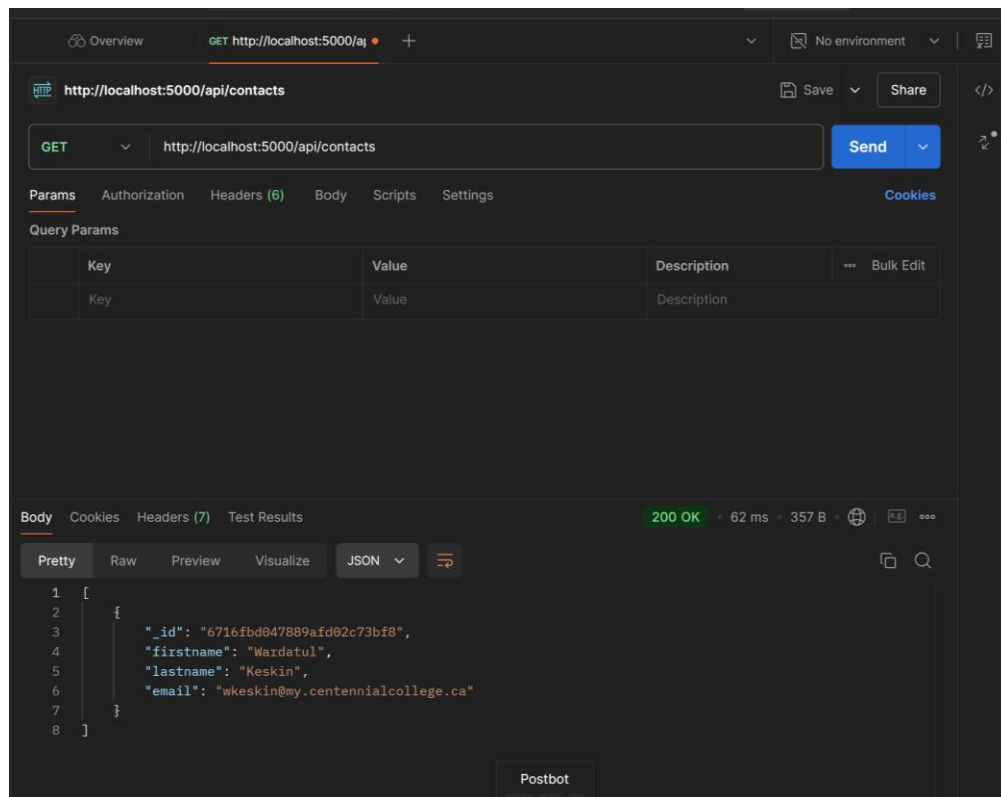 Overview GET http://localhost:5000/ap No environment
HTTP http://localhost:5000/api/contacts Save Share
GET http://localhost:5000/api/contacts Send
Params Authorization Headers (6) Body Scripts Settings Cookies
Query Params
Key Value Description Bulk Edit
Key Value Description
Body Cookies Headers (7) Test Results 200 OK 62 ms 357 B e.g.
Pretty Raw Preview Visualize JSON
1 [
2 {
3 "_id": "6716fbd047889afd02c73bf8",
4 "firstname": "Wardatul",
5 "lastname": "Keskin",
6 "email": "wkeskin@my.centennialcollege.ca"
7 }
8 ]
Postbot